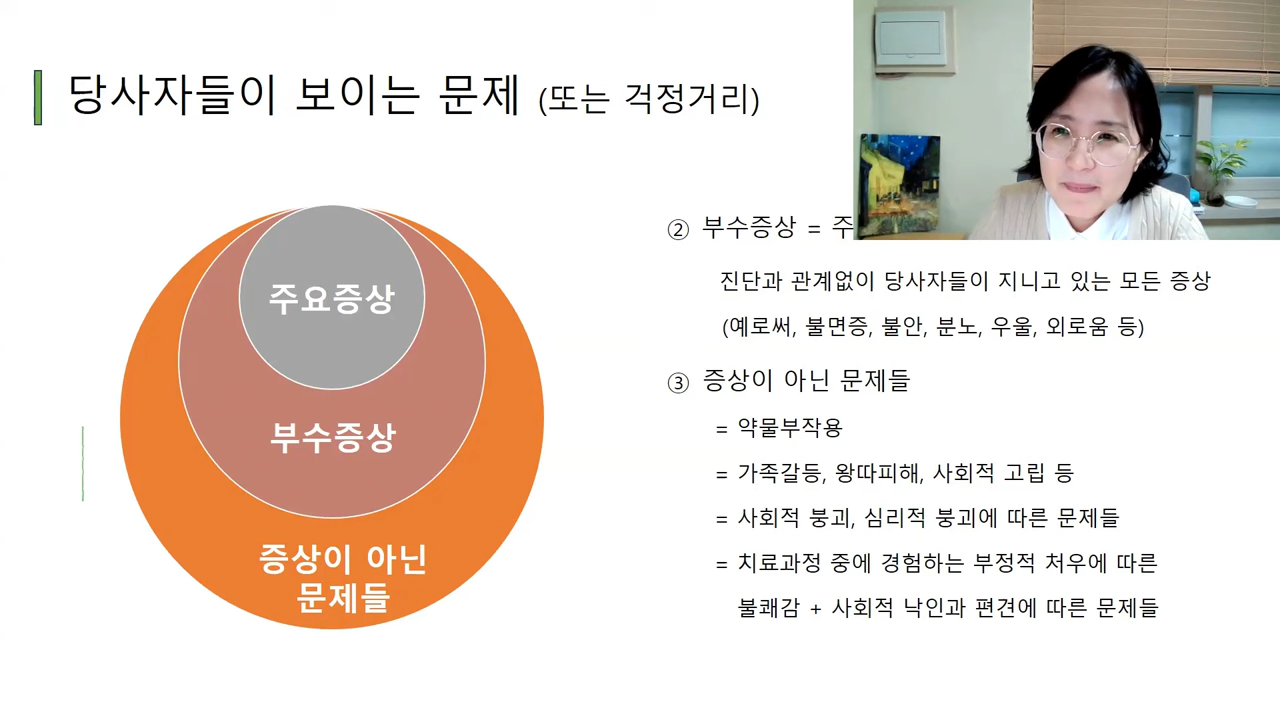 당사자들이 보이는 문제 (또는 걱정거리)
주요증상
부수증상
증상이 아닌
문제들
② 부수증상 = 주
진단과 관계없이 당사자들이 지니고 있는 모든 증상
(예로써, 불면증, 불안, 분노, 우울, 외로움 등)
③ 증상이 아닌 문제들
= 약물부작용
= 가족갈등, 왕따피해, 사회적 고립 등
= 사회적 붕괴, 심리적 붕괴에 따른 문제들
= 치료과정 중에 경험하는 부정적 처우에 따른
불쾌감 + 사회적 낙인과 편견에 따른 문제들